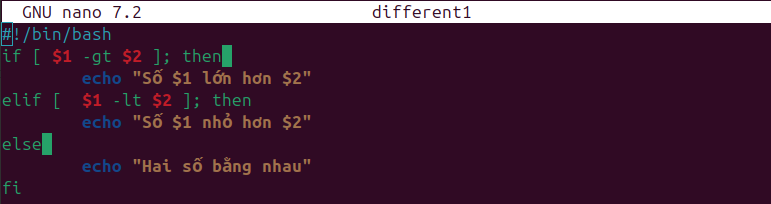 GNU nano 7.2 different1
#!/bin/bash
if [ $1 -gt $2 ]; then
echo "Số $1 lớn hơn $2"
elif [  $1 -lt $2 ]; then
echo "Số $1 nhỏ hơn $2"
else
echo "Hai số bằng nhau"
fi